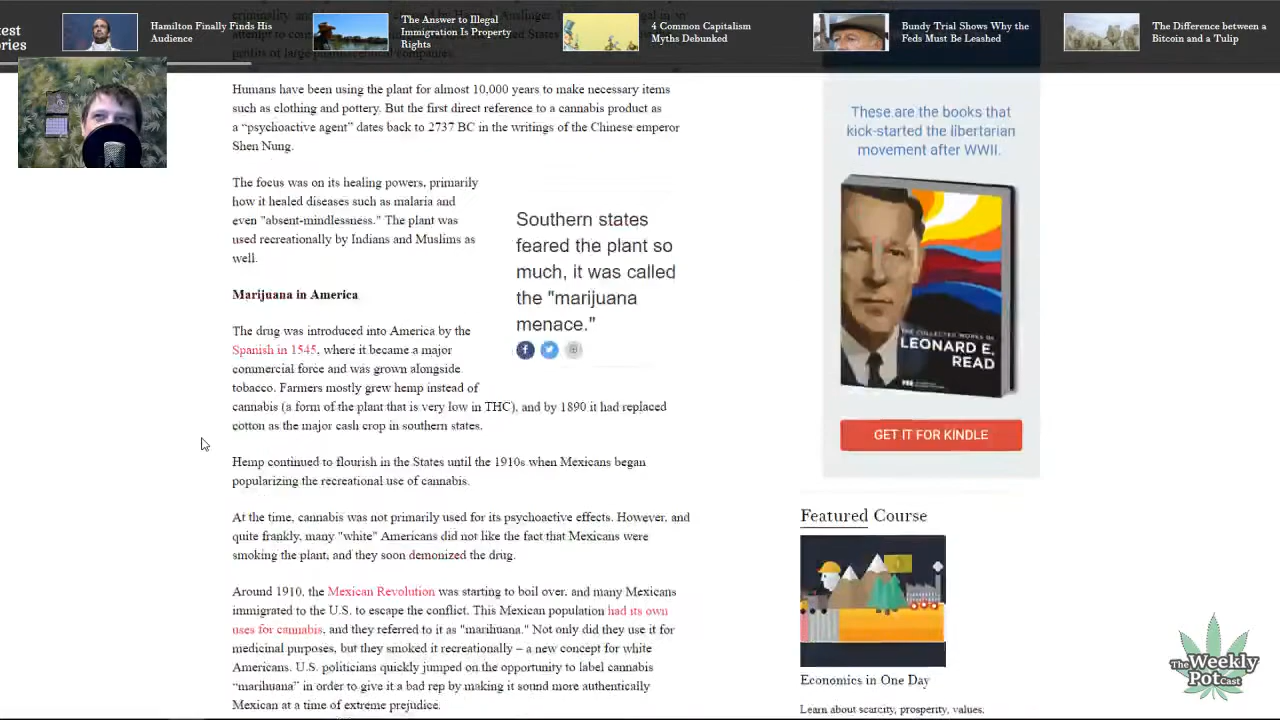 test
ries
Hamilton Finally Finds His
Audience
The Answer to Illegal
Immigration Is Property
Rights
4 Common Capitalism
Myths Debunked
Bundy Trial Shows Why the
Feds Must Be Leashed
The Difference between a
Bitcoin and a Tulip
Humans have been using the plant for almost 10,000 years to make necessary items
such as clothing and pottery. But the first direct reference to a cannabis product as
a “psychoactive agent” dates back to 2737 BC in the writings of the Chinese emperor
Shen Nung.
The focus was on its healing powers, primarily
how it healed diseases such as malaria and
even "absent-mindlessness." The plant was
used recreationally by Indians and Muslims as
well.
Southern states
feared the plant so
much, it was called
the "marijuana
menace."
Marijuana in America
The drug was introduced into America by the
Spanish in 1545, where it became a major
commercial force and was grown alongside
tobacco. Farmers mostly grew hemp instead of
cannabis (a form of the plant that is very low in THC), and by 1890 it had replaced
cotton as the major cash crop in southern states.
Hemp continued to flourish in the States until the 1910s when Mexicans began
popularizing the recreational use of cannabis.
At the time, cannabis was not primarily used for its psychoactive effects. However, and
quite frankly, many "white" Americans did not like the fact that Mexicans were
smoking the plant, and they soon demonized the drug.
Around 1910, the Mexican Revolution was starting to boil over, and many Mexicans
immigrated to the U.S. to escape the conflict. This Mexican population had its own
uses for cannabis, and they referred to it as "marihuana." Not only did they use it for
medicinal purposes, but they smoked it recreationally – a new concept for white
Americans. U.S. politicians quickly jumped on the opportunity to label cannabis
“marihuana” in order to give it a bad rep by making it sound more authentically
Mexican at a time of extreme prejudice.
These are the books that
kick-started the libertarian
movement after WWII.
THE COLLECTED WORKS OF
LEONARD E.
READ
GET IT FOR KINDLE
Featured Course
Economics in One Day
Learn about scarcity, prosperity, values,
The Weekly
Potcast